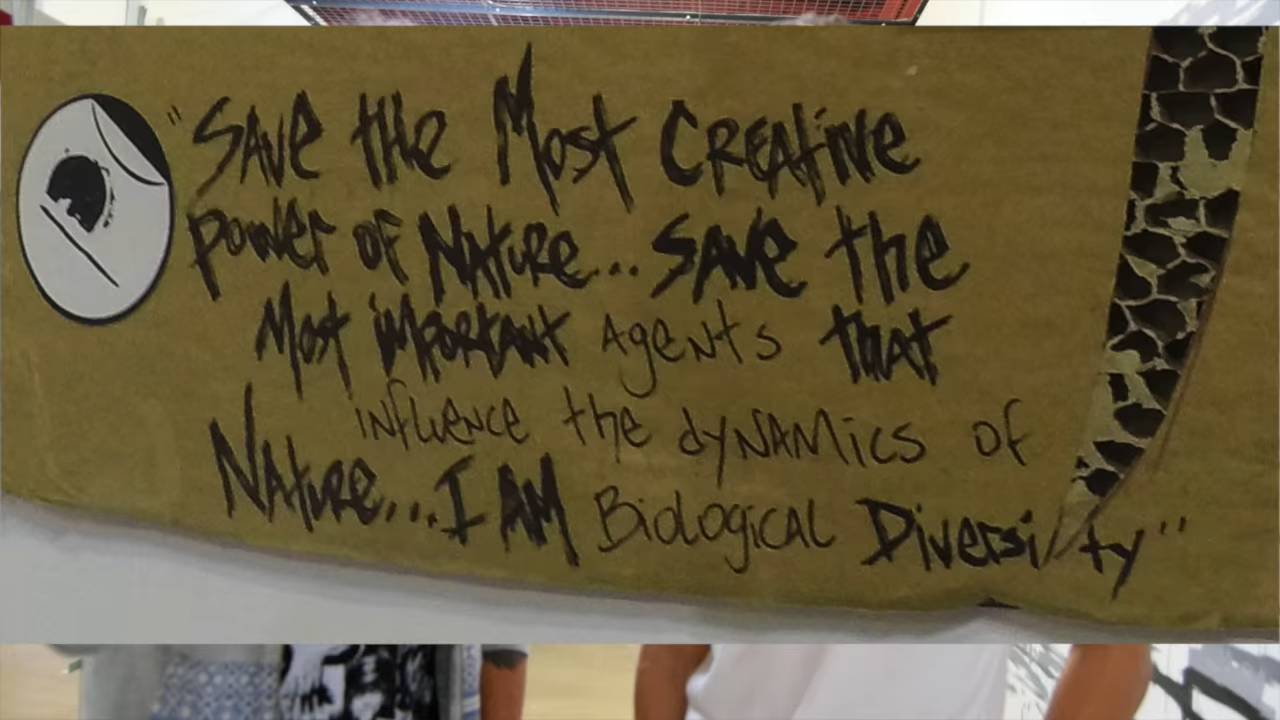 "Save the Most Creative
Power of Nature... Save the
Most important Agents that
influence the dynamics of
Nature... I AM Biological Diversity"